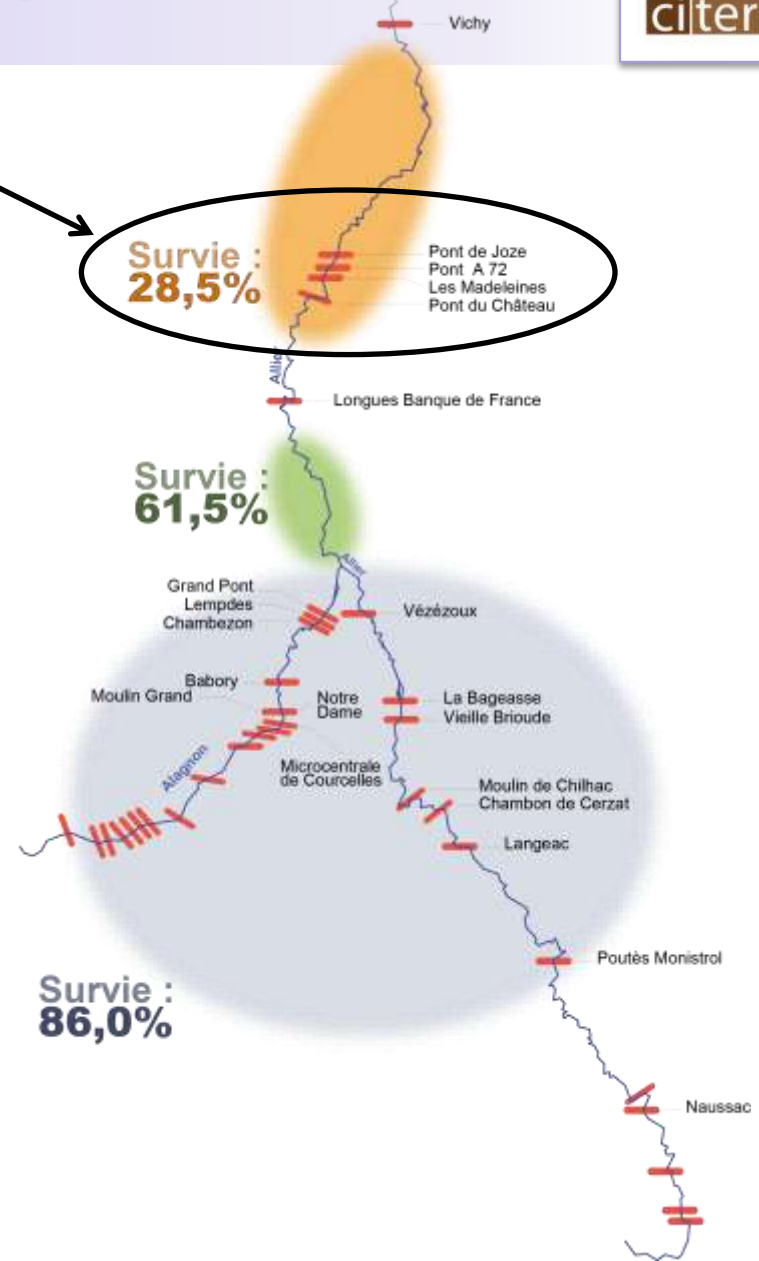 citer
Vichy
Survie :
28,5%
Pont de Joze
Pont A 72
Les Madeleines
Pont du Château
Allier
Longues Banque de France
Survie :
61,5%
Allier
Grand Pont
Lempdes
Chambezon
Vézézoux
Babory
Moulin Grand
Notre
Dame
La Bageasse
Vieille Brioude
Alagnon
Microcentrale
de Courcelles
Moulin de Chilhac
Chambon de Cerzat
Langeac
Poutès Monistrol
Survie :
86,0%
Naussac